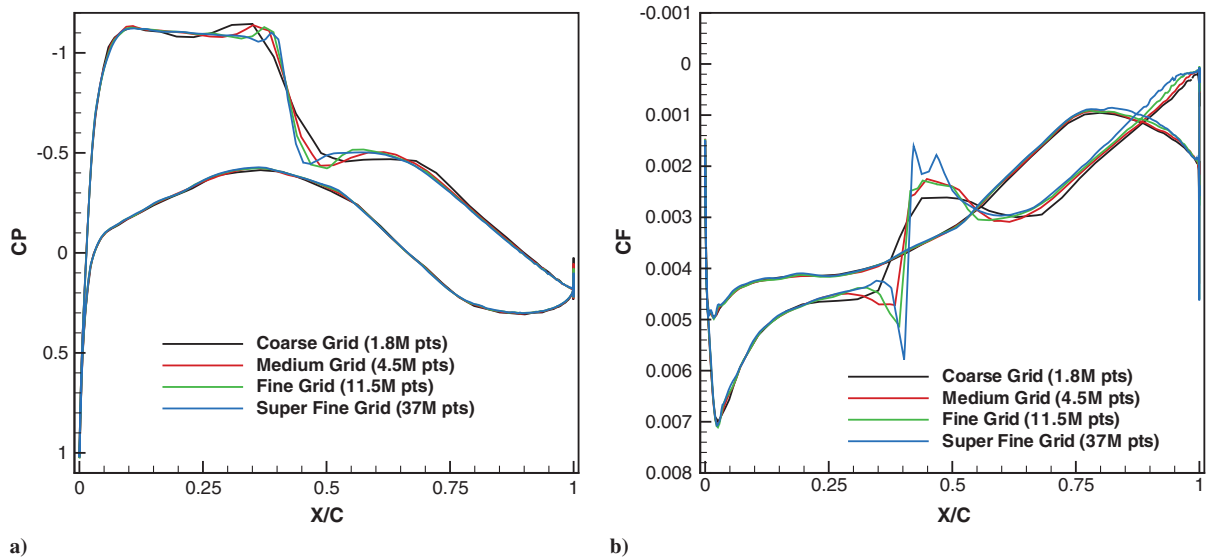 -1
-0.5
0
0.5
1
CP
0
0.25
0.5
0.75
1
X/C
Coarse Grid (1.8M pts)
Medium Grid (4.5M pts)
Fine Grid (11.5M pts)
Super Fine Grid (37M pts)
a)
-0.001
0
0.001
0.002
0.003
0.004
0.005
0.006
0.007
0.008
CF
0
0.25
0.5
0.75
1
X/C
Coarse Grid (1.8M pts)
Medium Grid (4.5M pts)
Fine Grid (11.5M pts)
Super Fine Grid (37M pts)
b)